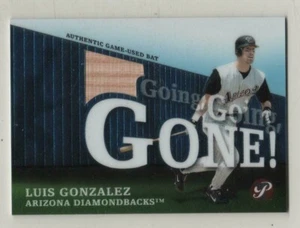 AUTHENTIC GAME-USED BAT
Going Going
GONE!
LUIS GONZALEZ
ARIZONA DIAMONDBACKS™
P